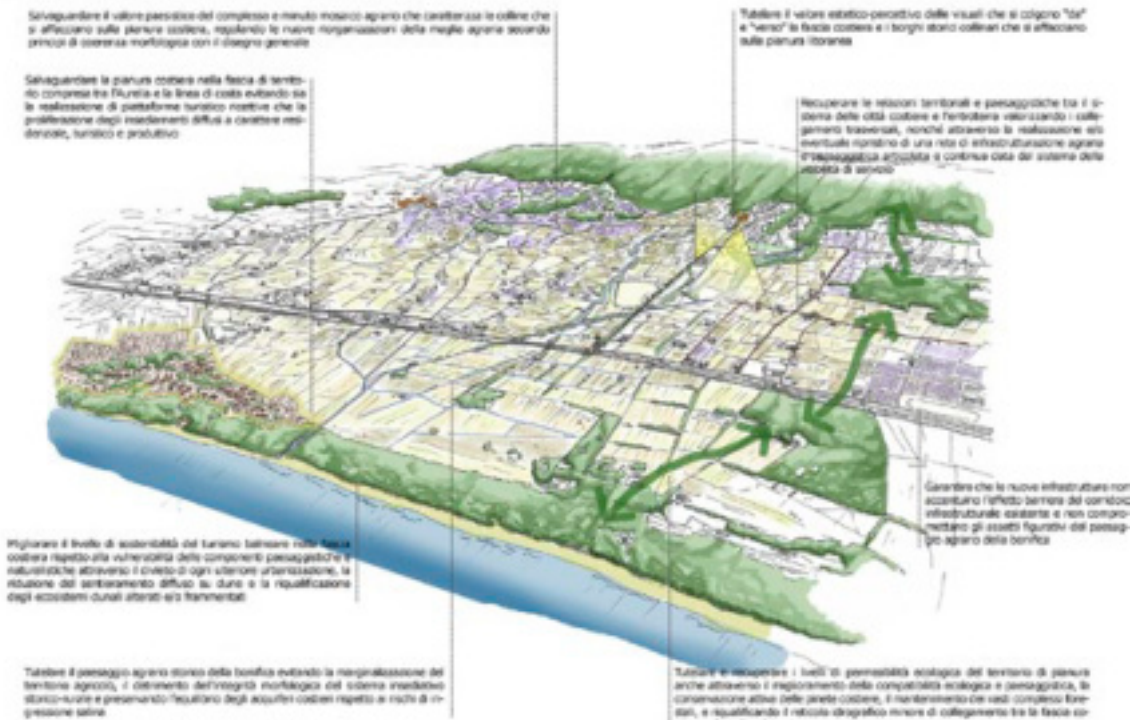 Salvaguardare il valore paesistico del complesso e minuto mosaico agrario che caratterizza le colline che
si affacciano sulla pianura costiera, regolando le nuove riorganizzazioni della maglia agraria secondo
principi di coerenza morfologica con il disegno generale
Tutelare il valore estetico-percettivo delle visuali che si colgono "da"
e "verso" la fascia costiera e i borghi storici collinari che si affacciano
sulla pianura litoranea
Salvaguardare la pianura costiera nella fascia di territo-
rio compresa tra l'Aurelia e la linea di costa evitando sia
la realizzazione di piattaforme turistico ricettive che la
proliferazione degli insediamenti diffusi a carattere resi-
denziale, turistico e produttivo
Recuperare le relazioni territoriali e paesaggistiche tra il si-
stema delle città costiere e l'entroterra valorizzando i colle-
gamenti trasversali, nonché attraverso la realizzazione e/o
eventuale ripristino di una rete di infrastrutturazione agraria
articolata e continua data dal sistema della
viabilità di servizio
Garantire che le nuove infrastrutture non
accentuino l'effetto barriera del corridoio
infrastrutturale esistente e non compro-
mettano gli assetti figurativi del paesag-
gio agrario della bonifica
Migliorare il livello di sostenibilità del turismo balneare nella fascia
costiera rispetto alla vulnerabilità delle componenti paesaggistiche e
naturalistiche attraverso il divieto di ogni ulteriore urbanizzazione, la
riduzione del sentieramento diffuso su dune e la riqualificazione
degli ecosistemi dunali alterati e/o frammentati
Tutelare il paesaggio agrario storico della bonifica evitando la marginalizzazione del
territorio agricolo, il detrimento dell'integrità morfologica del sistema insediativo
storico-rurale e preservando l'equilibrio degli acquiferi costieri rispetto ai rischi di in-
gressione salina
Tutelare e recuperare i livelli di permeabilità ecologica del territorio di pianura
anche attraverso il miglioramento della compatibilità ecologica e paesaggistica, la
conservazione attiva delle pinete costiere, il mantenimento dei vasti complessi fore-
stali, e riqualificando il reticolo idrografico minore di collegamento tra la fascia co-